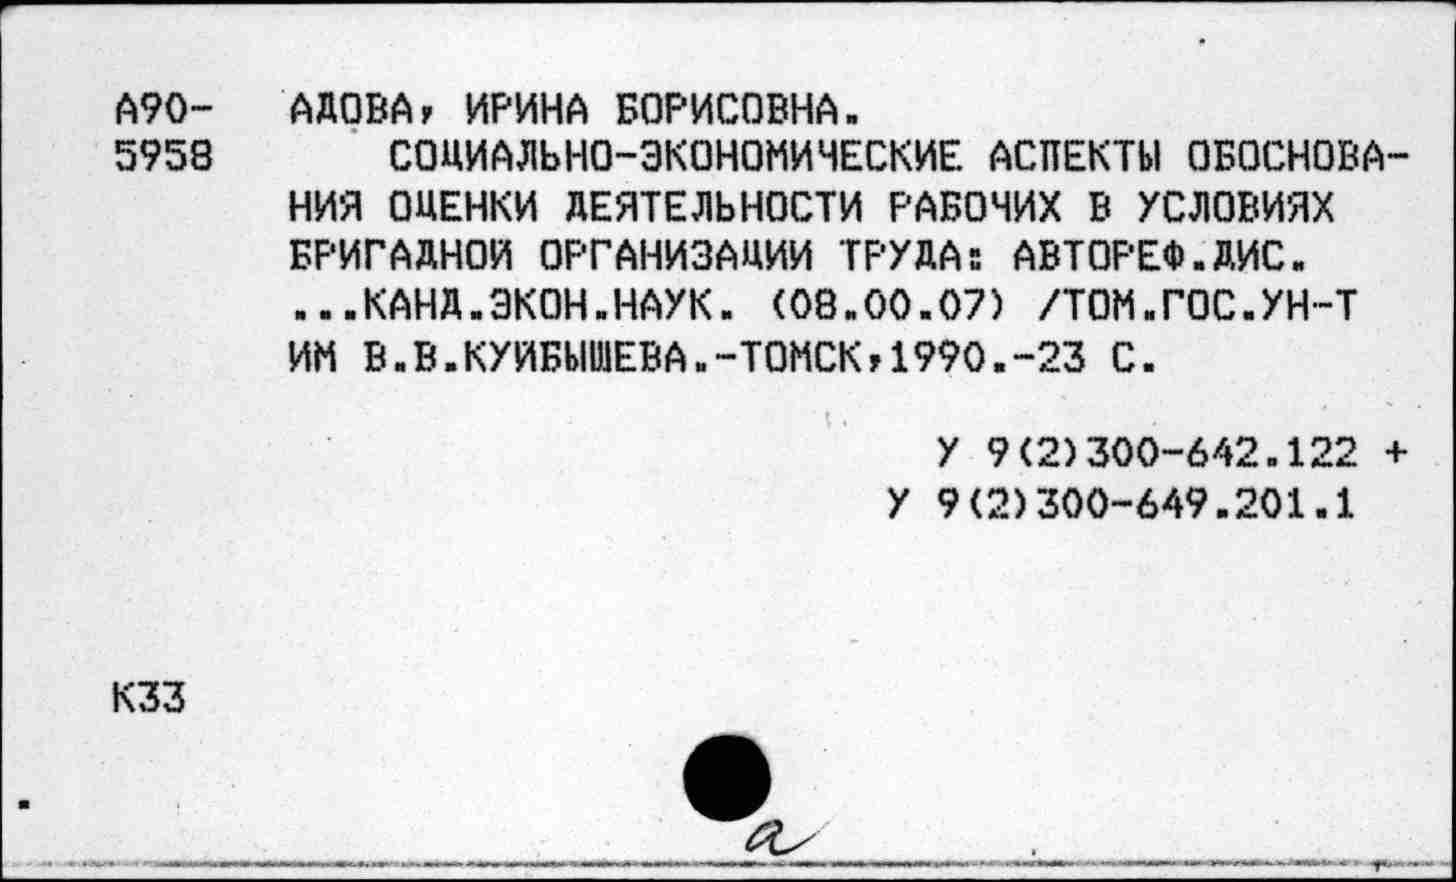 А90- АДОВА, ИРИНА БОРИСОВНА.
5958 СОЦИАЛЬНО-ЭКОНОМИЧЕСКИЕ АСПЕКТЫ ОБОСНОВА-
НИЯ ОЦЕНКИ ДЕЯТЕЛЬНОСТИ РАБОЧИХ В УСЛОВИЯХ
БРИГАДНОЙ ОРГАНИЗАЦИИ ТРУДА: АВТОРЕФ.ДИС.
...КАНД.ЭКОН.НАУК. (08.00.07) /ТОМ.ГОС.УН-Т
ИМ В.В.КУЙБЫШЕВА.-ТОМСК,1990.-23 С.
У 9(2)300-642.122 +
У 9(2)300-649.201.1
К33
а